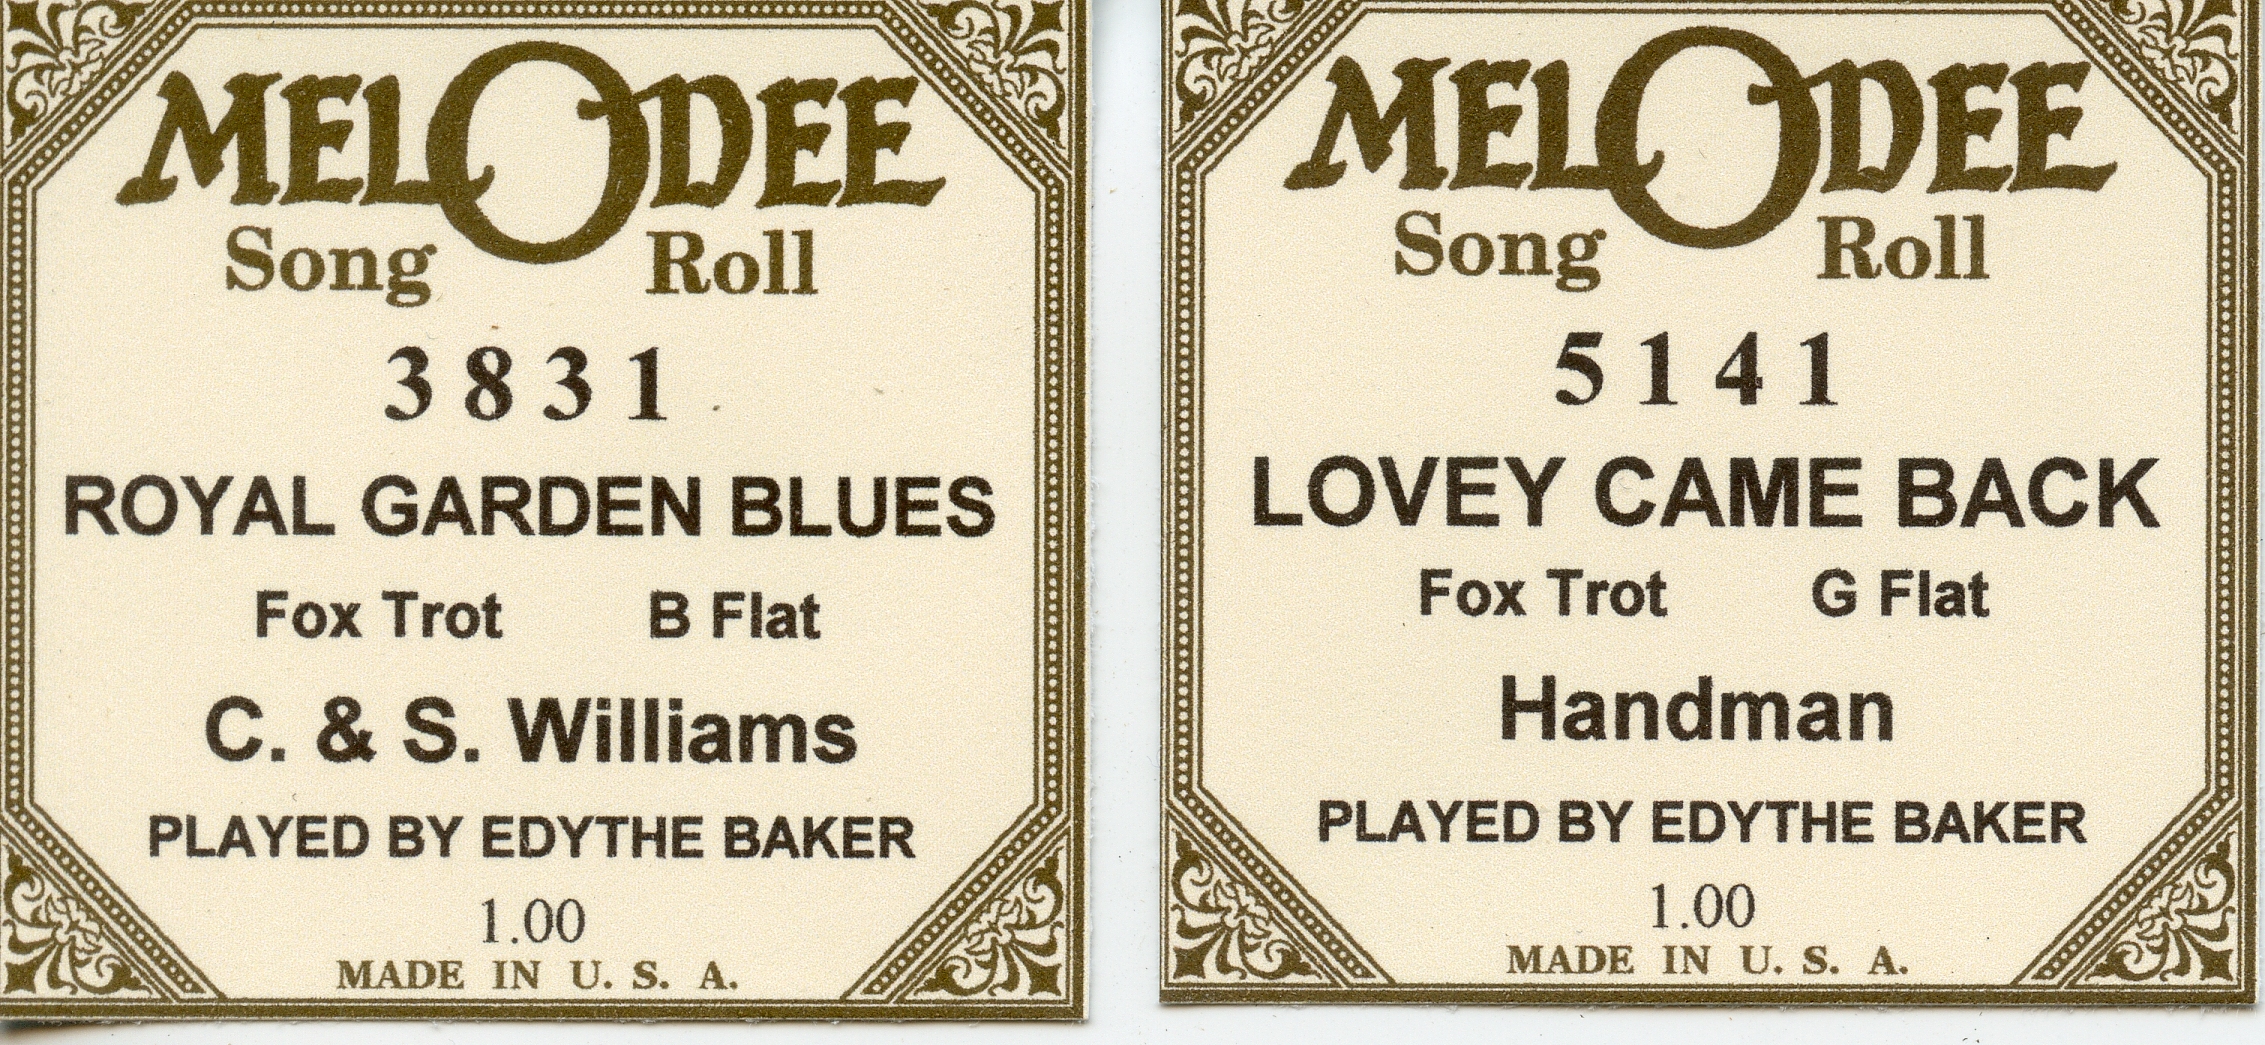 MELODEE
Song Roll
3831
ROYAL GARDEN BLUES
Fox Trot B Flat
C. & S. Williams
PLAYED BY EDYTHE BAKER
1.00
MADE IN U. S. A.
MELODEE
Song Roll
5141
LOVEY CAME BACK
Fox Trot G Flat
Handman
PLAYED BY EDYTHE BAKER
1.00
MADE IN U. S. A.